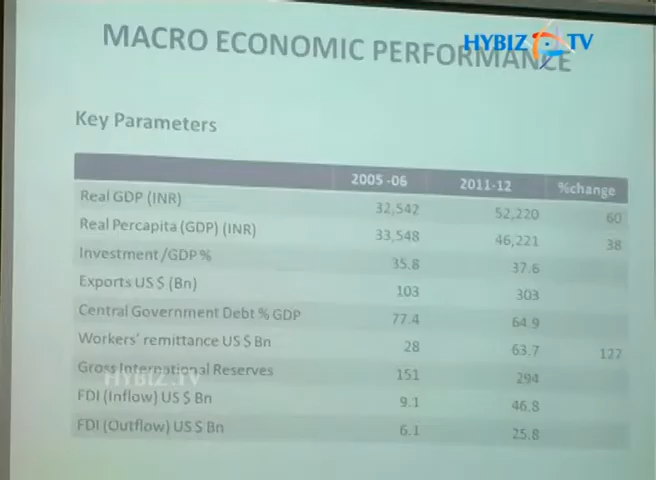 HYBIZ TV
MACRO ECONOMIC PERFORMANCE
Key Parameters
2005 -06 2011-12 %change
Real GDP (INR) 32,542 52,220 60
Real Percapita (GDP) (INR) 33,548 46,221 38
Investment /GDP % 35.8 37.6
Exports US $ (Bn) 103 303
Central Government Debt % GDP 77.4 64.9
Workers' remittance US $ Bn 28 63.7 127
Gross International Reserves 151 294
HYBIZ.TV
FDI (Inflow) US $ Bn 9.1 46.8
FDI (Outflow) US $ Bn 6.1 25.8